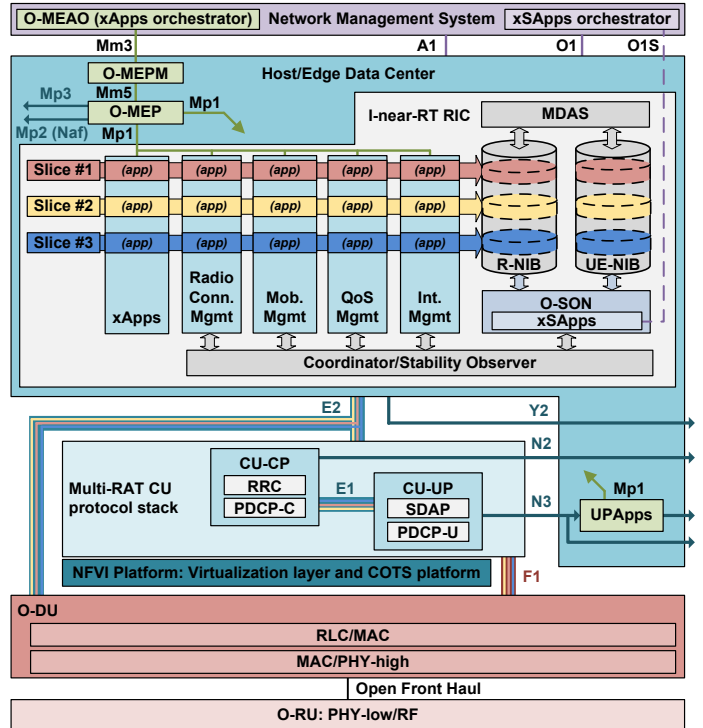 O-MEAO (xApps orchestrator)
Network Management System
xSApps orchestrator
Mm3
A1
O1
O1S
O-MEPM
Host/Edge Data Center
Mp3
Mm5
O-MEP
Mp1
Mp2 (Naf)
Mp1
I-near-RT RIC
MDAS
Slice #1
(app)
(app)
(app)
(app)
(app)
Slice #2
(app)
(app)
(app)
(app)
(app)
Slice #3
(app)
(app)
(app)
(app)
(app)
R-NIB
UE-NIB
xApps
Radio
Conn.
Mgmt
Mob.
Mgmt
QoS
Mgmt
Int.
Mgmt
O-SON
xSApps
Coordinator/Stability Observer
E2
Y2
N2
Multi-RAT CU
protocol stack
CU-CP
RRC
PDCP-C
E1
CU-UP
SDAP
PDCP-U
N3
Mp1
UPApps
NFVI Platform: Virtualization layer and COTS platform
F1
O-DU
RLC/MAC
MAC/PHY-high
Open Front Haul
O-RU: PHY-low/RF